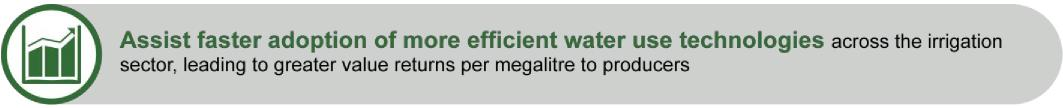 Assist faster adoption of more efficient water use technologies across the irrigation
sector, leading to greater value returns per megalitre to producers